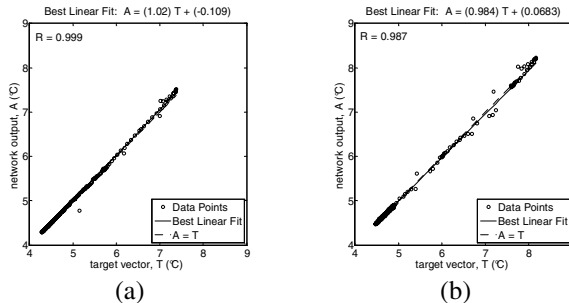 Best Linear Fit:  A = (1.02) T + (-0.109)
R = 0.999
network output, A (°C)
9
8
7
6
5
4
Data Points
Best Linear Fit
A = T
4 5 6 7 8 9
target vector, T (°C)
(a)
Best Linear Fit:  A = (0.984) T + (0.0683)
R = 0.987
network output, A (°C)
9
8
7
6
5
4
Data Points
Best Linear Fit
A = T
4 5 6 7 8
target vector, T (°C)
(b)